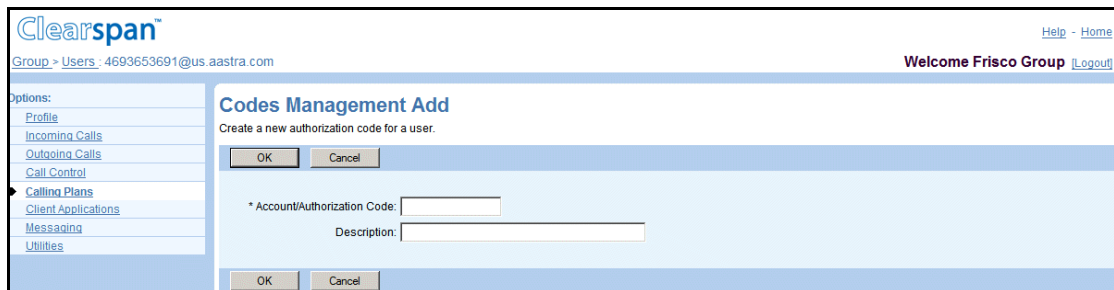 Clearspan™
Help - Home
Group > Users : 4693653691@us.aastra.com
Welcome Frisco Group [Logout]
Options:
Profile
Incoming Calls
Outgoing Calls
Call Control
Calling Plans
Client Applications
Messaging
Utilities
Codes Management Add
Create a new authorization code for a user.
OK Cancel
* Account/Authorization Code:
Description:
OK Cancel